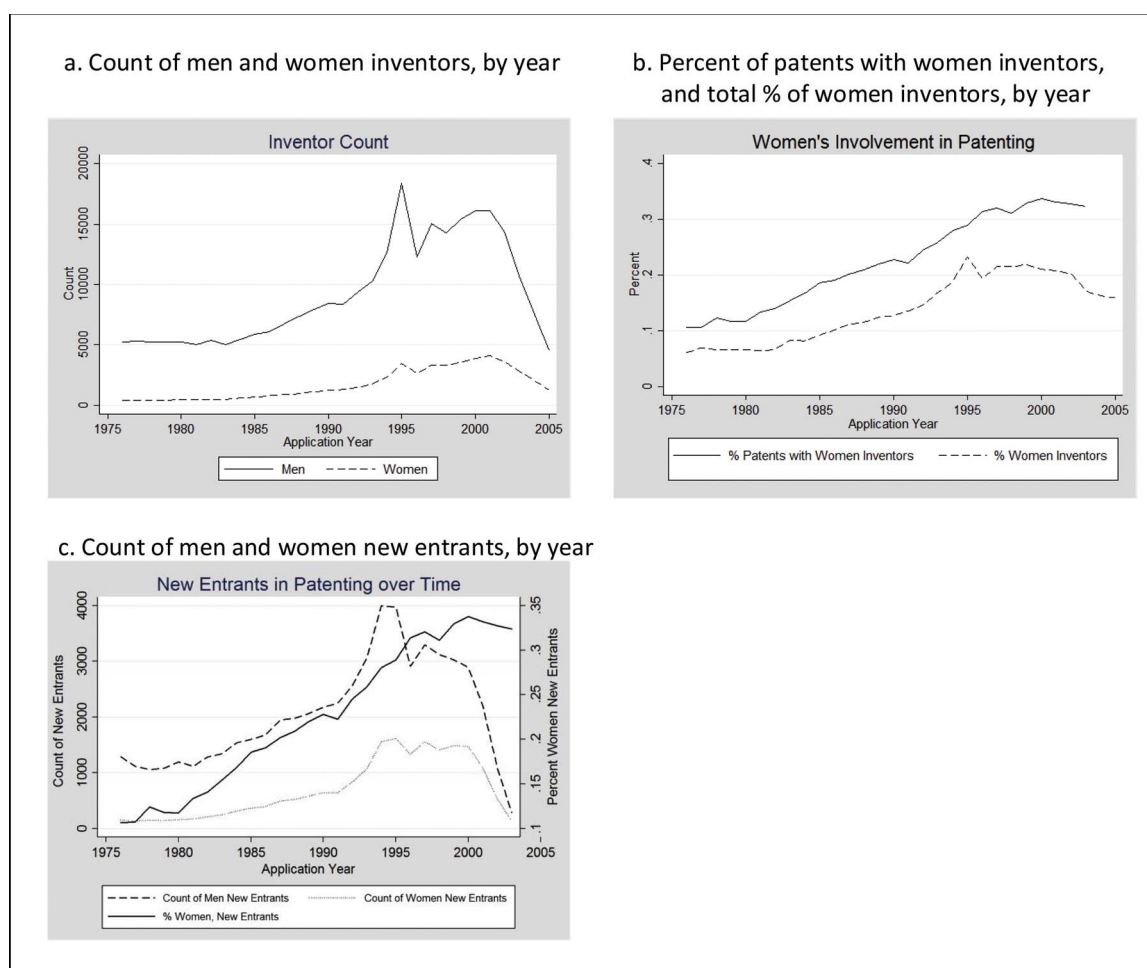 a. Count of men and women inventors, by year
b. Percent of patents with women inventors,
and total % of women inventors, by year
Inventor Count
20000
15000
10000
5000
0
Count
1975 1980 1985 1990 1995 2000 2005
Application Year
Men Women
Women's Involvement in Patenting
.4
.3
.2
.1
0
Percent
1975 1980 1985 1990 1995 2000 2005
Application Year
% Patents with Women Inventors % Women Inventors
c. Count of men and women new entrants, by year
New Entrants in Patenting over Time
4000
3000
2000
1000
0
Count of New Entrants
.35
.3
.25
.2
.15
.1
Percent Women New Entrants
1975 1980 1985 1990 1995 2000 2005
Application Year
Count of Men New Entrants Count of Women New Entrants
% Women, New Entrants